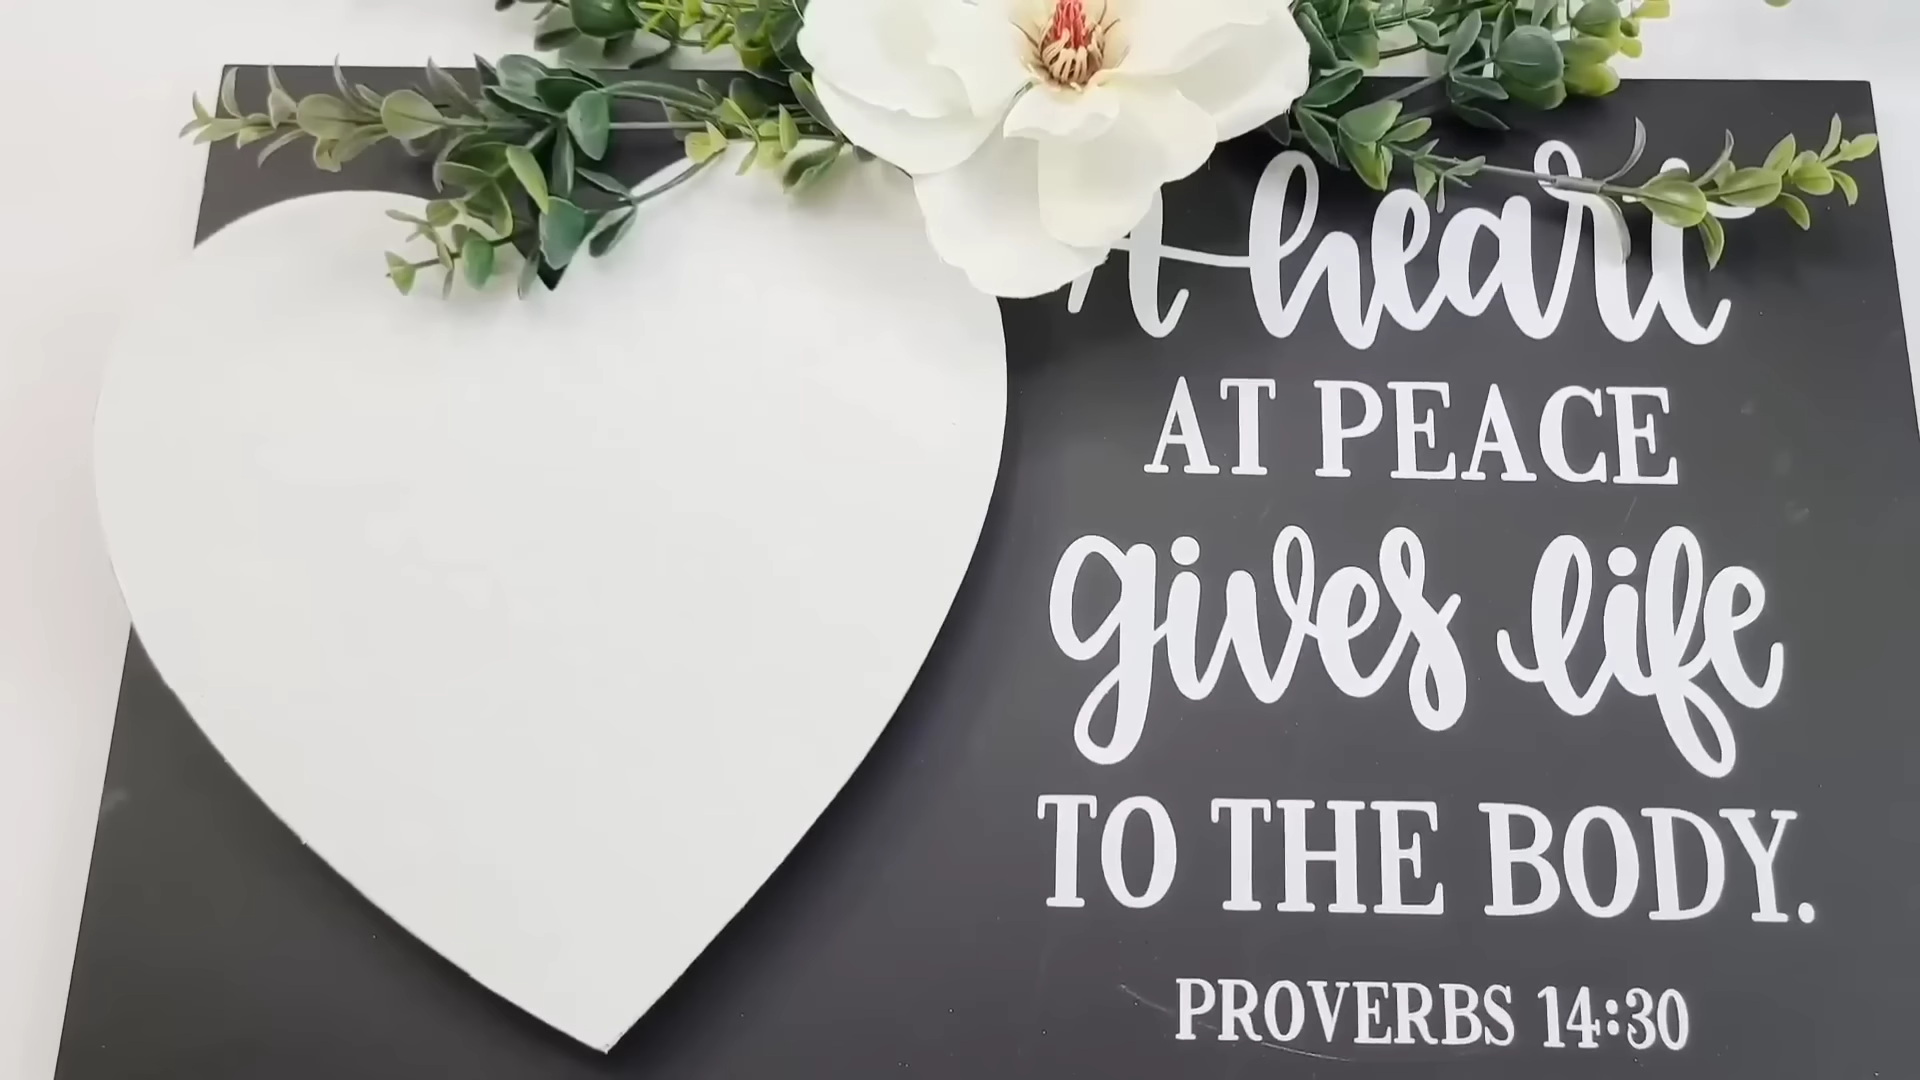 A heart
AT PEACE
gives life
TO THE BODY.
PROVERBS 14:30